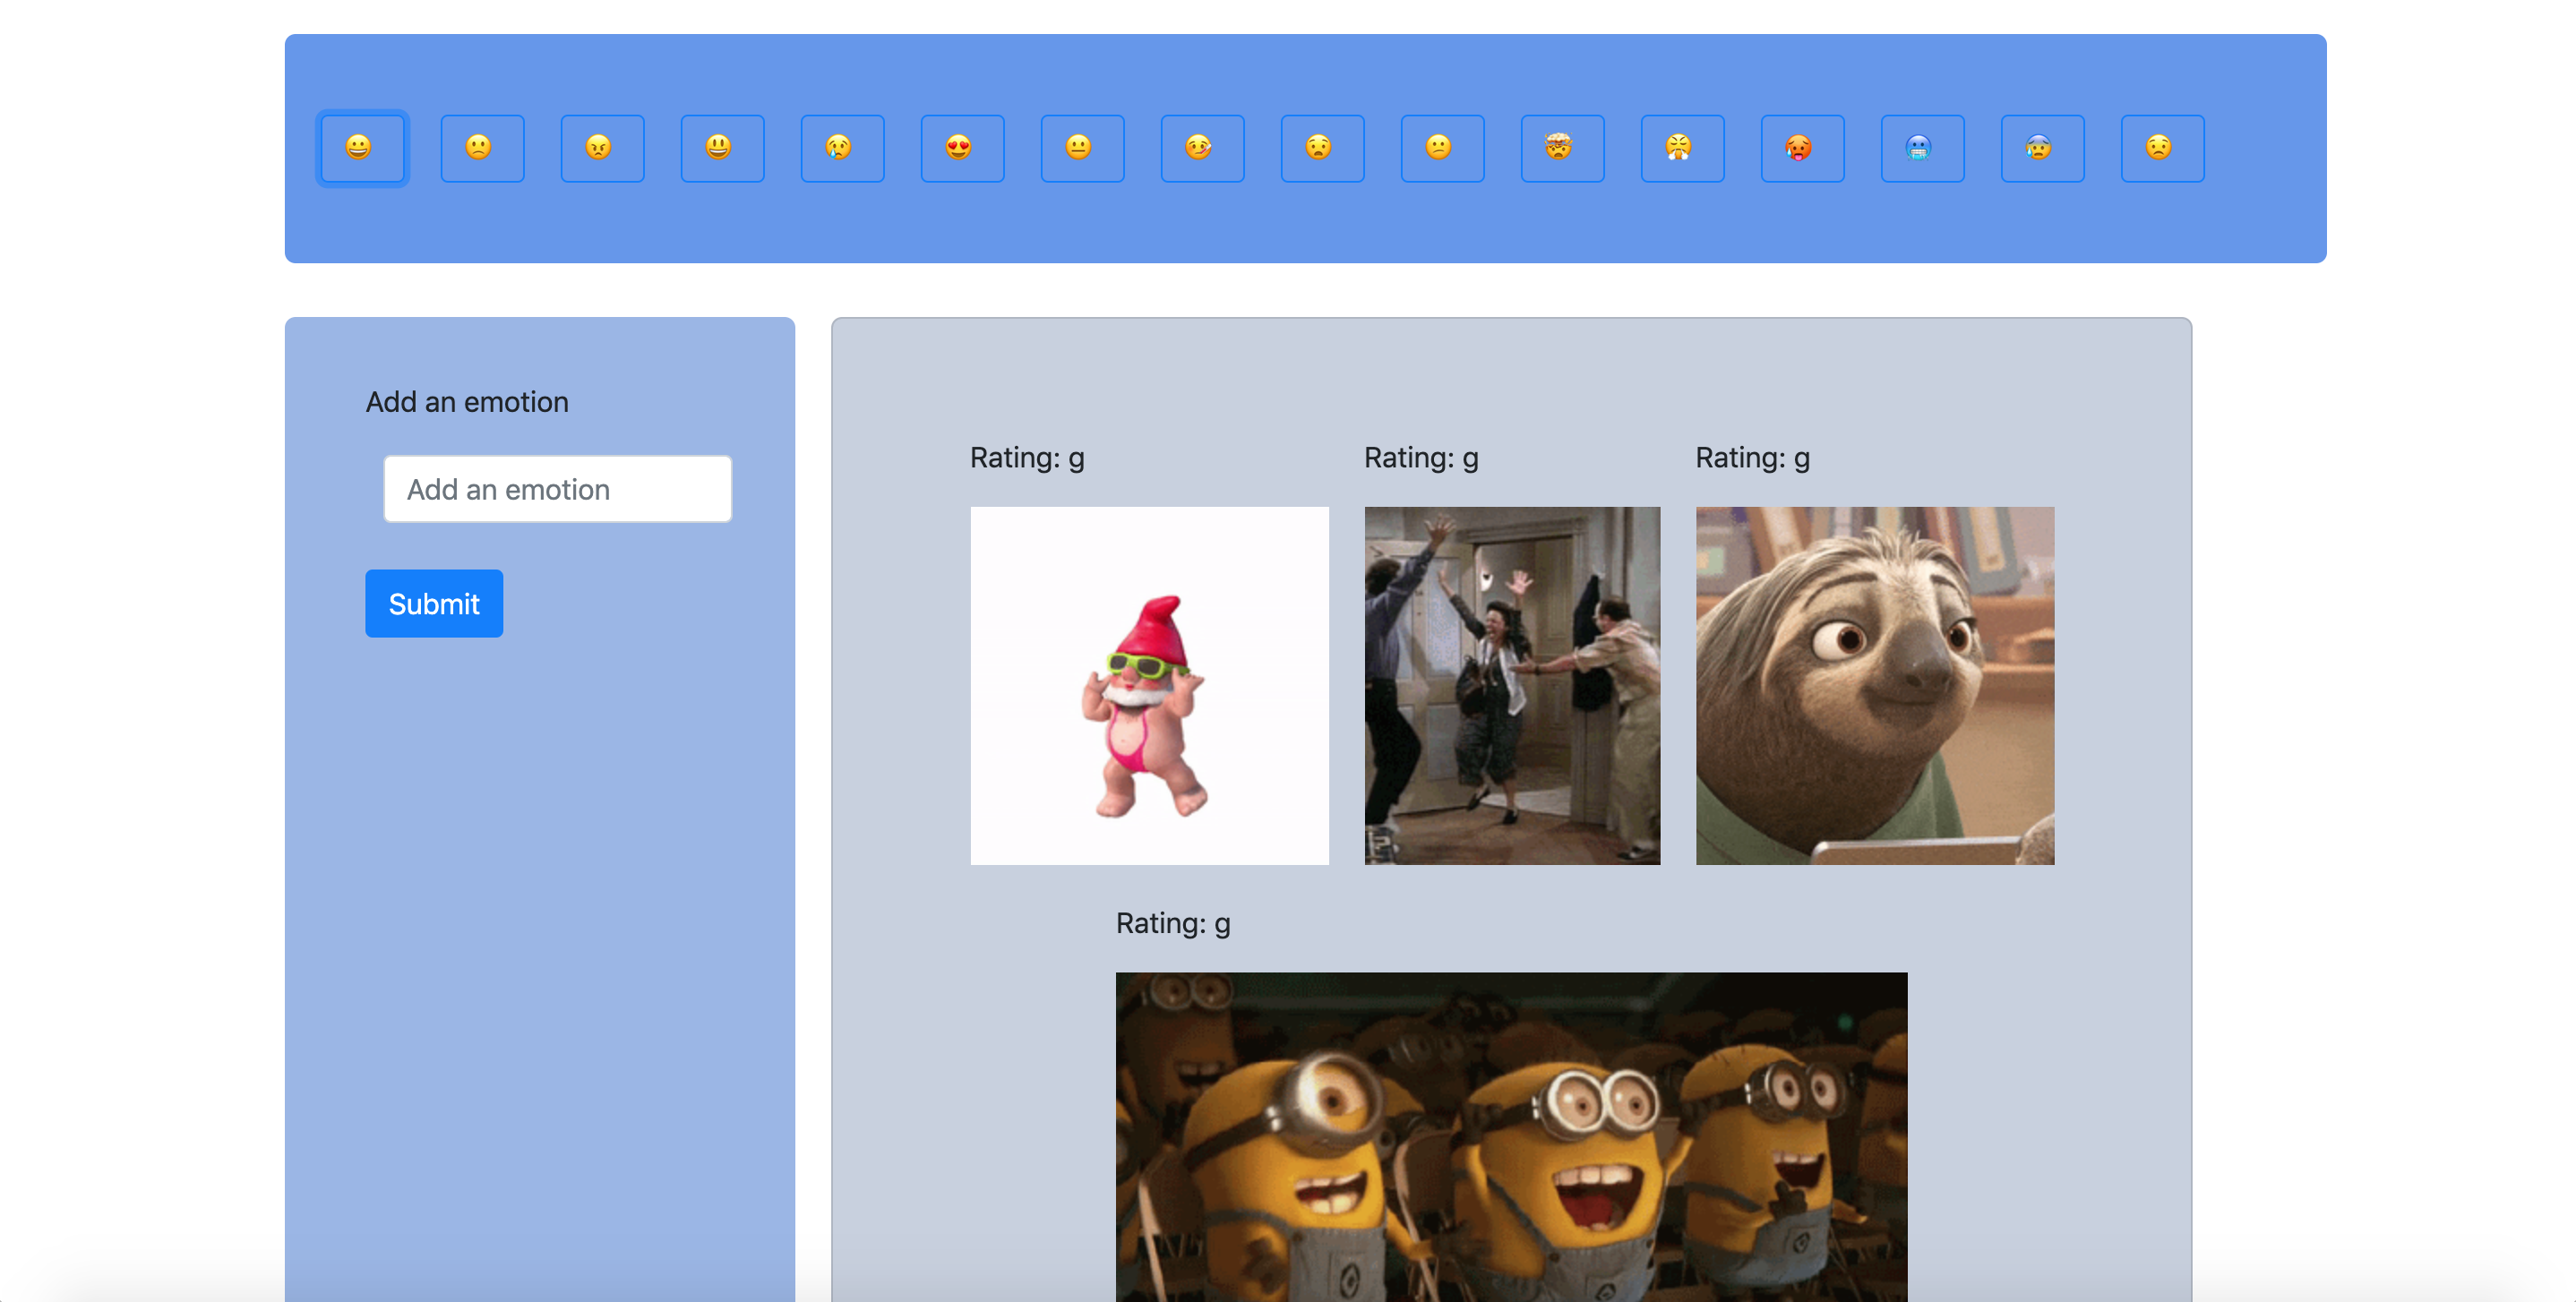 😀 🙁 😠 😃 😢 😍 😐 🤒 😧 😕 🤯 😤 🥵 🥶 😰 😟
Add an emotion
Add an emotion
Submit
Rating: g Rating: g Rating: g
Rating: g